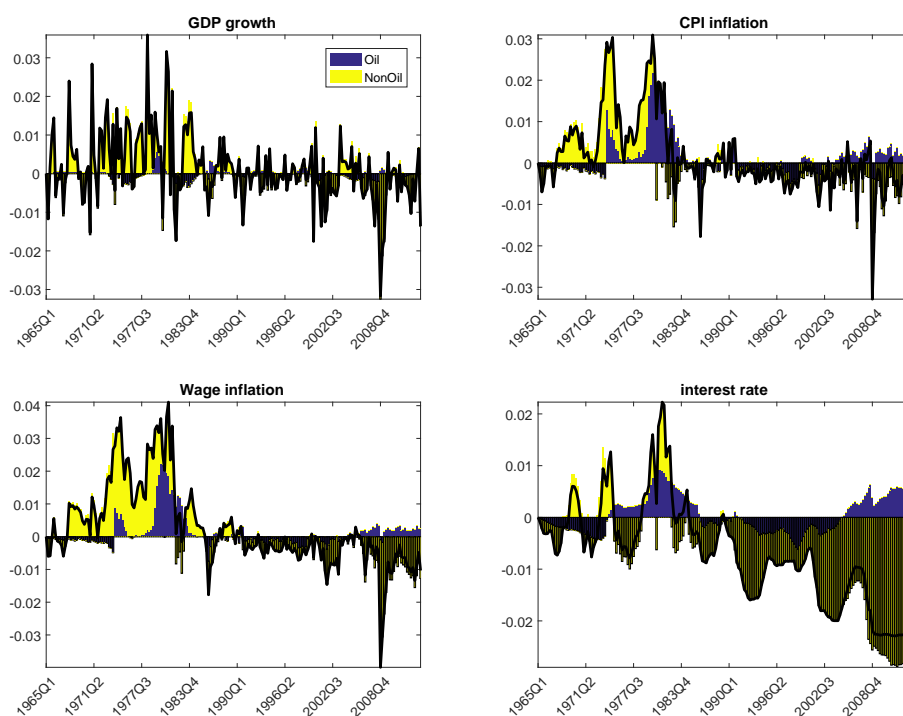 GDP growth
0.03
0.02
0.01
0
-0.01
-0.02
-0.03
1965Q1
1971Q2
1977Q3
1983Q4
1990Q1
1996Q2
2002Q3
2008Q4
Oil
NonOil
CPI inflation
0.03
0.02
0.01
0
-0.01
-0.02
-0.03
1965Q1
1971Q2
1977Q3
1983Q4
1990Q1
1996Q2
2002Q3
2008Q4
Wage inflation
0.04
0.03
0.02
0.01
0
-0.01
-0.02
-0.03
1965Q1
1971Q2
1977Q3
1983Q4
1990Q1
1996Q2
2002Q3
2008Q4
interest rate
0.02
0.01
0
-0.01
-0.02
1965Q1
1971Q2
1977Q3
1983Q4
1990Q1
1996Q2
2002Q3
2008Q4